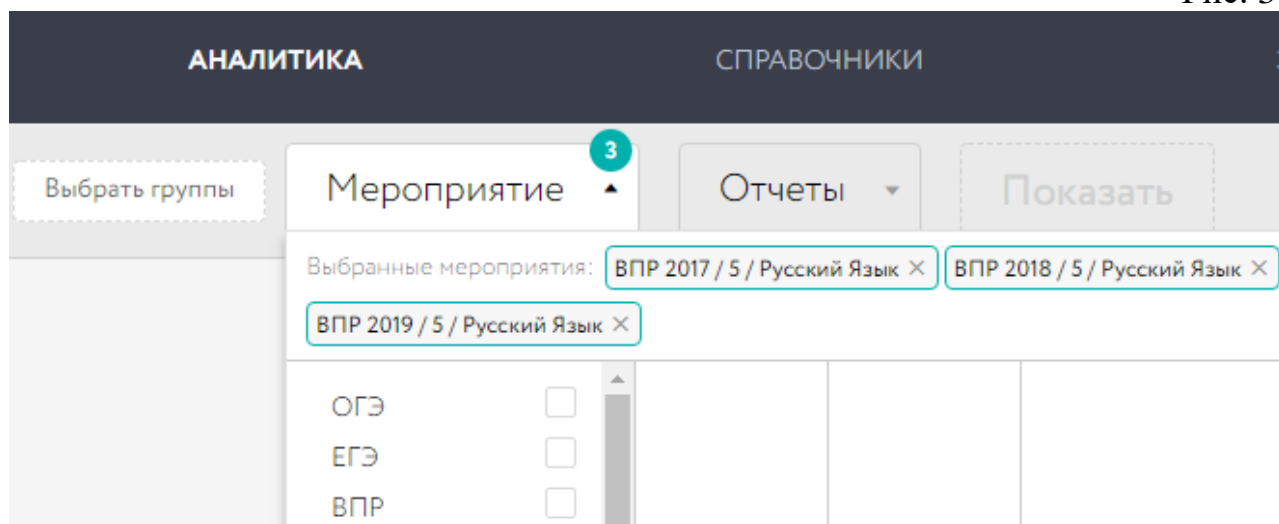 АНАЛИТИКА СПРАВОЧНИКИ
Выбрать группы Мероприятие 3 Отчеты Показать
Выбранные мероприятия: ВПР 2017 / 5 / Русский Язык × ВПР 2018 / 5 / Русский Язык ×
ВПР 2019 / 5 / Русский Язык ×
ОГЭ
ЕГЭ
ВПР